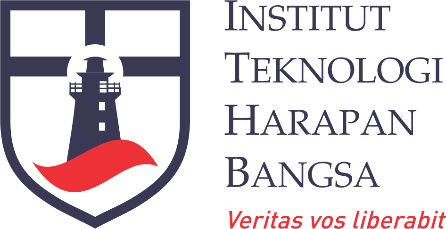 INSTITUT
TEKNOLOGI
HARAPAN
BANGSA
Veritas vos liberabit